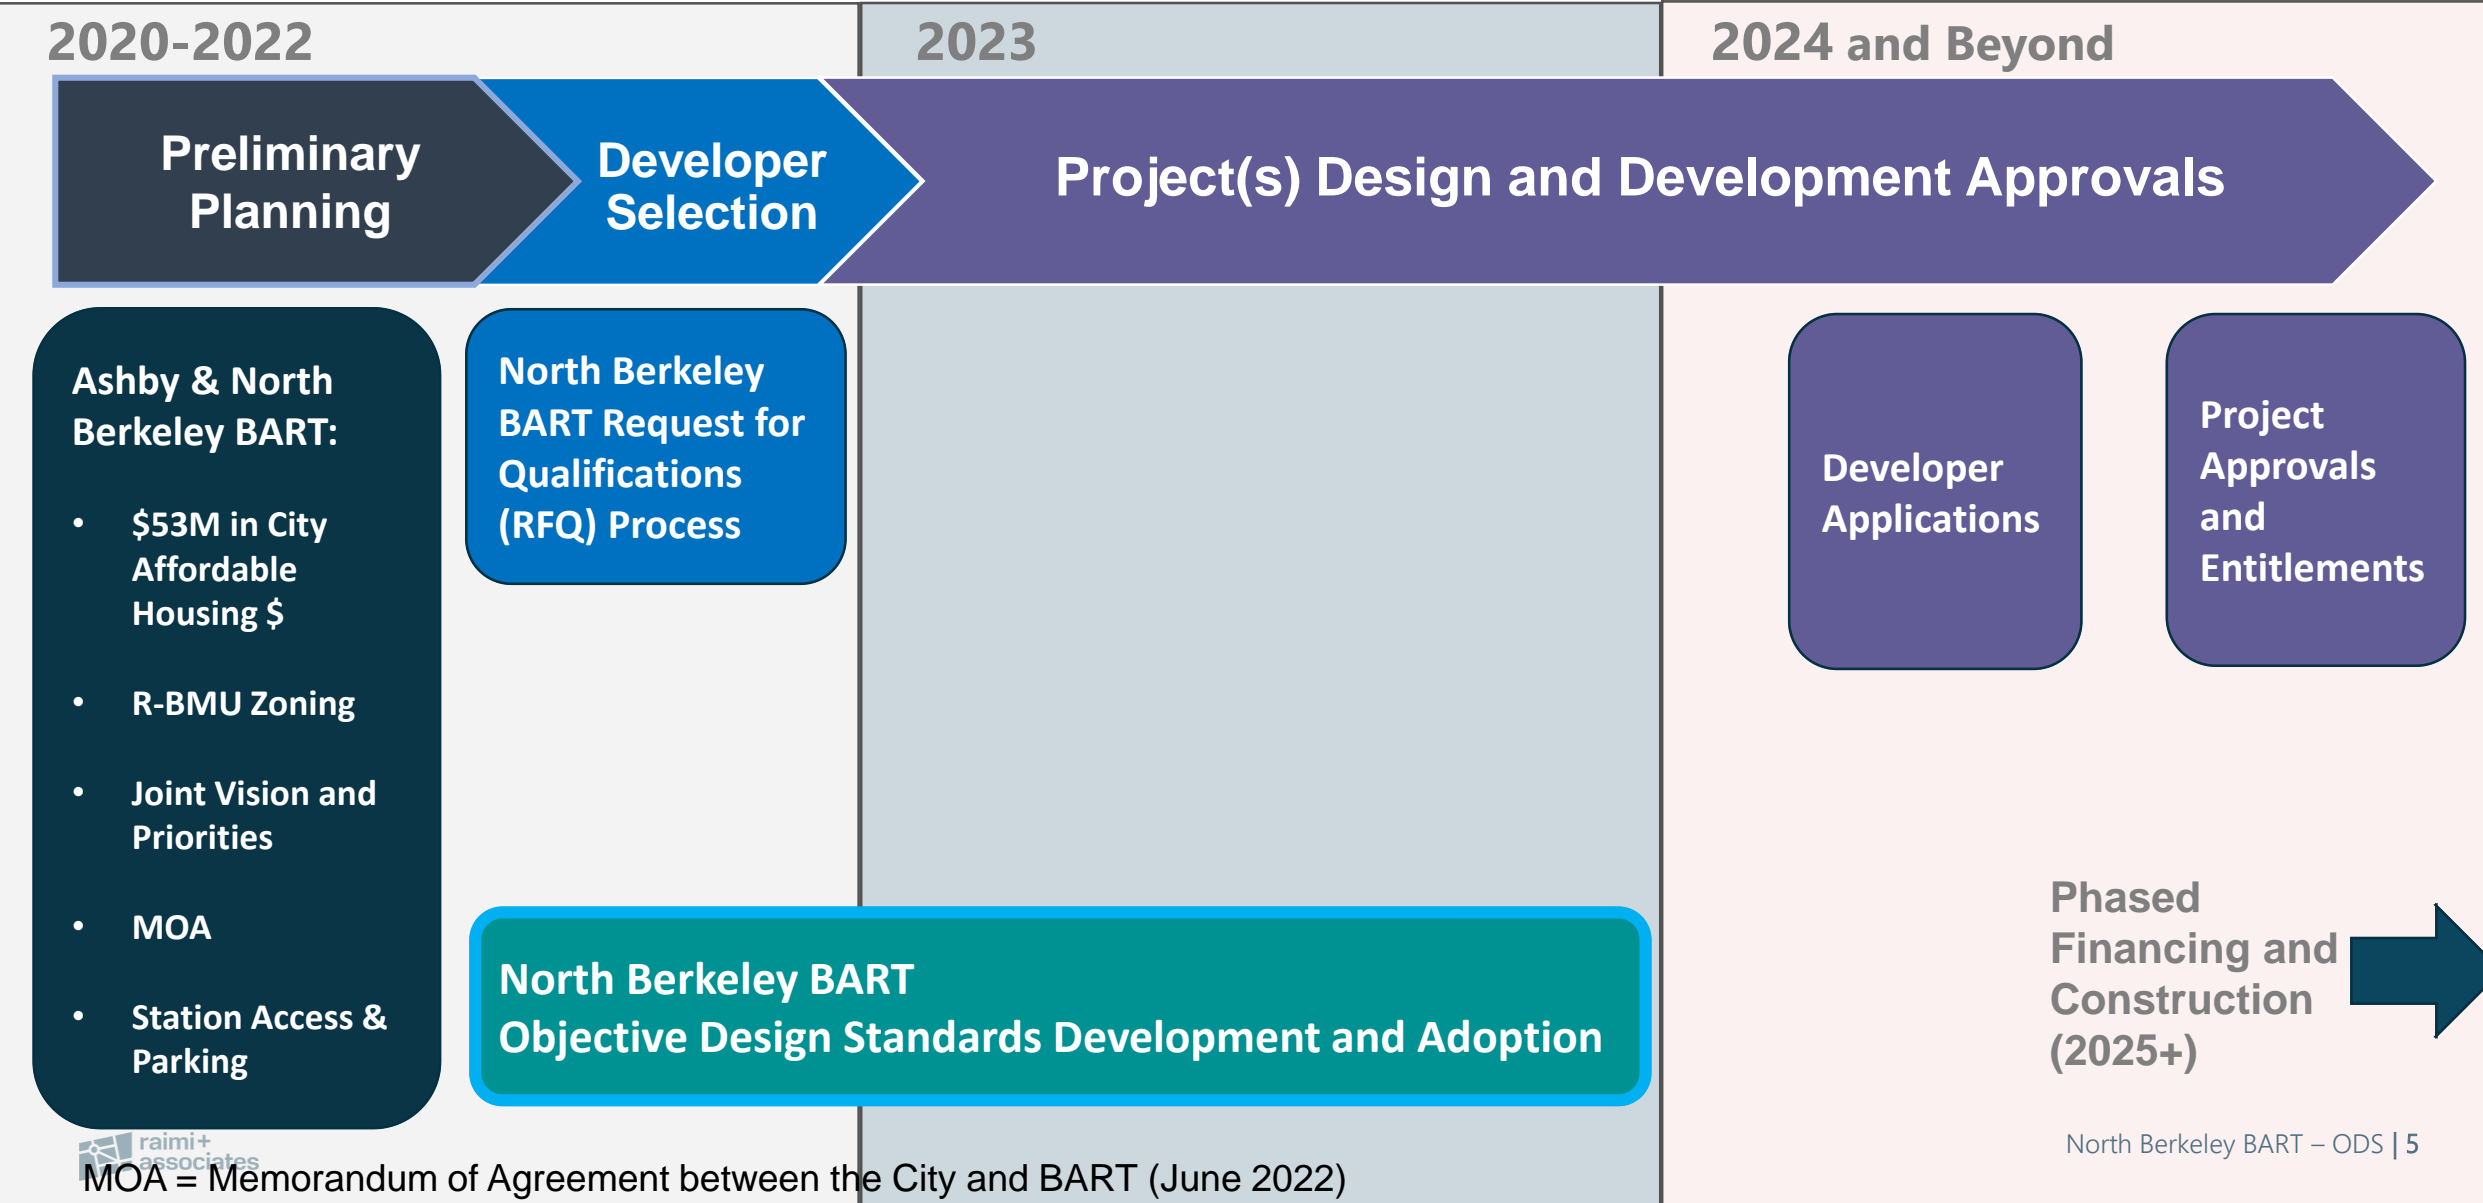 2020-2022
2023
2024 and Beyond
Preliminary
Planning
Developer
Selection
Project(s) Design and Development Approvals
Ashby & North
Berkeley BART:
• $53M in City
Affordable
Housing $
• R-BMU Zoning
• Joint Vision and
Priorities
• MOA
• Station Access &
Parking
North Berkeley
BART Request for
Qualifications
(RFQ) Process
Developer
Applications
Project
Approvals
and
Entitlements
North Berkeley BART
Objective Design Standards Development and Adoption
Phased
Financing and
Construction
(2025+)
raimi+
associates
North Berkeley BART – ODS | 5
MOA = Memorandum of Agreement between the City and BART (June 2022)